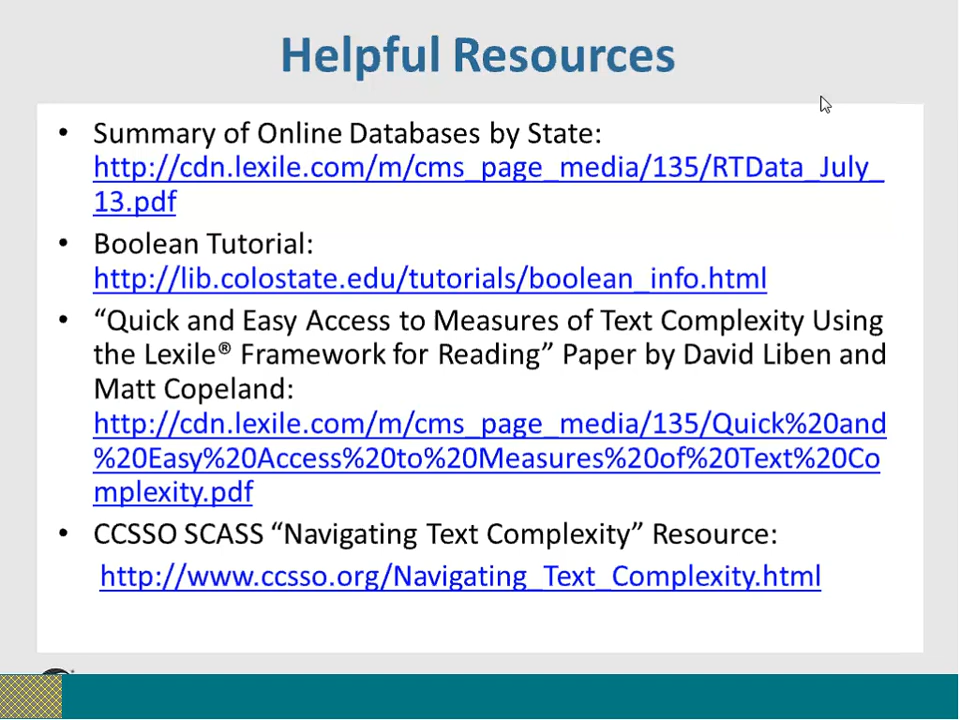 Helpful Resources
• Summary of Online Databases by State:
http://cdn.lexile.com/m/cms_page_media/135/RTData_July_
13.pdf
• Boolean Tutorial:
http://lib.colostate.edu/tutorials/boolean_info.html
• “Quick and Easy Access to Measures of Text Complexity Using
the Lexile® Framework for Reading” Paper by David Liben and
Matt Copeland:
http://cdn.lexile.com/m/cms_page_media/135/Quick%20and
%20Easy%20Access%20to%20Measures%20of%20Text%20Co
mplexity.pdf
• CCSSO SCASS “Navigating Text Complexity” Resource:
http://www.ccsso.org/Navigating_Text_Complexity.html